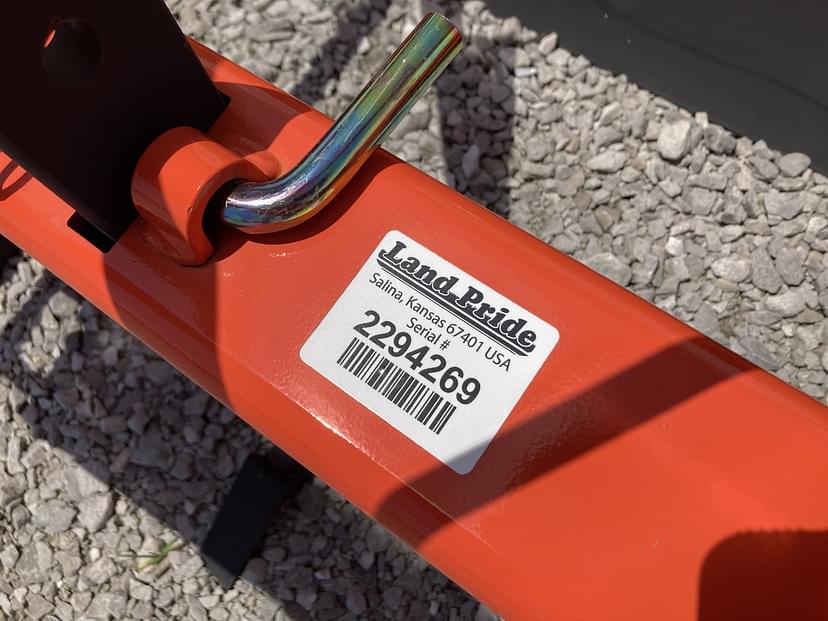 Land Pride
Salina, Kansas 67401 USA
Serial #
2294269